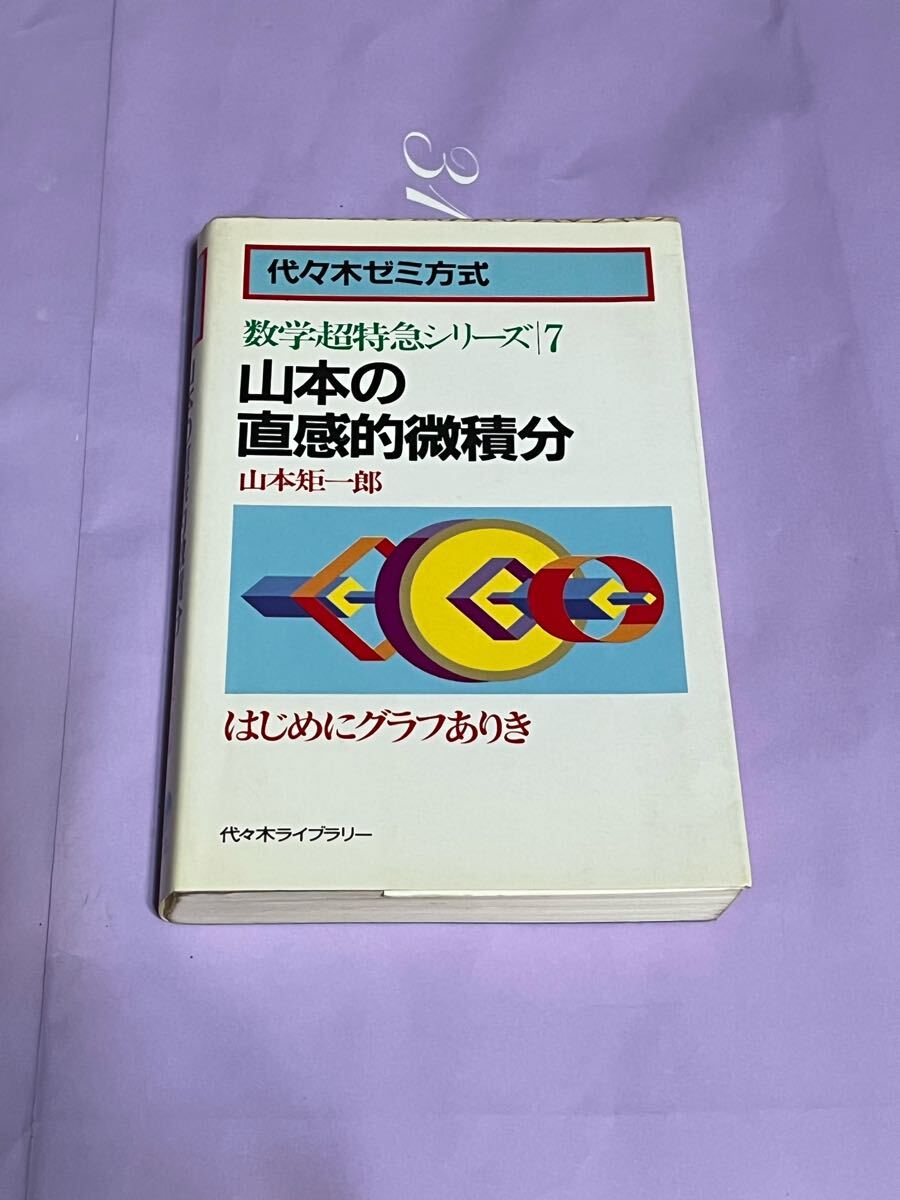 31
代々木ゼミ方式
数学超特急シリーズ|7
山本の
直感的微積分
山本矩一郎
はじめにグラフありき
代々木ライブラリー